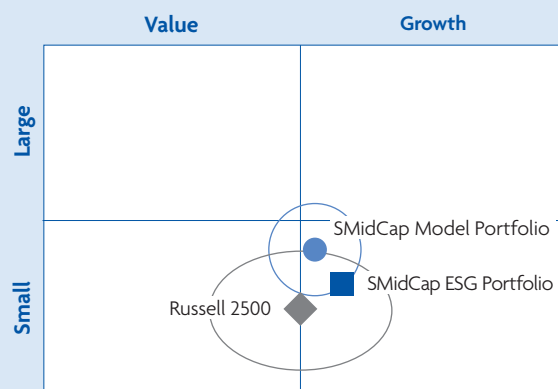 Value
Growth
Large
Small
SMidCap Model Portfolio
SMidCap ESG Portfolio
Russell 2500